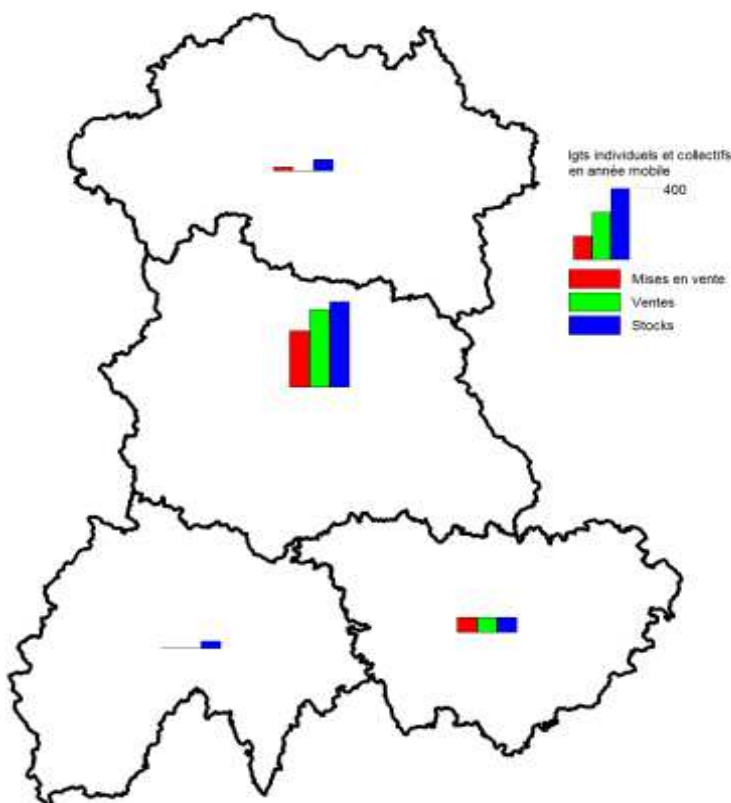 lgts individuels et collectifs
en année mobile
400
Mises en vente
Ventes
Stocks